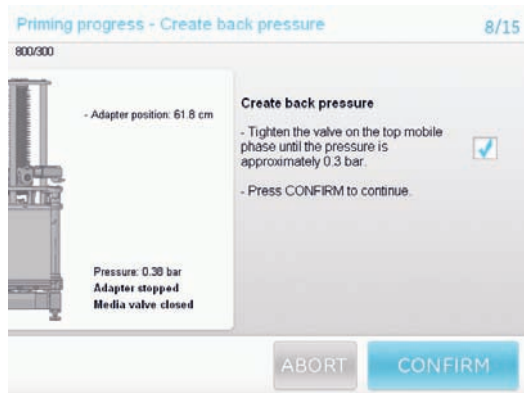 Priming progress - Create back pressure 8/15
800/300
- Adapter position: 61.8 cm
Create back pressure
- Tighten the valve on the top mobile
phase until the pressure is
approximately 0.3 bar.
- Press CONFIRM to continue.
Pressure: 0.38 bar
Adapter stopped
Media valve closed
ABORT CONFIRM